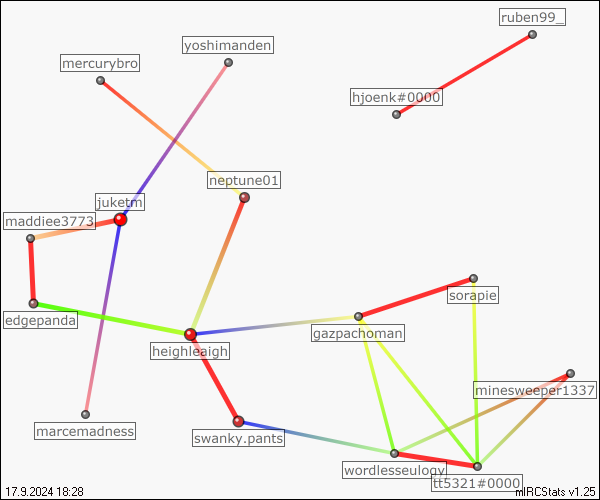 ruben99_
yoshimanden
mercurybro
hjoenk#0000
neptune01
juketm
maddiee3773
sorapie
edgepanda
gazpachoman
heighleaigh
minesweeper1337
marcemadness
swanky.pants
wordlesseulogy
tt5321#0000
17.9.2024 18:28
mIRCStats v1.25